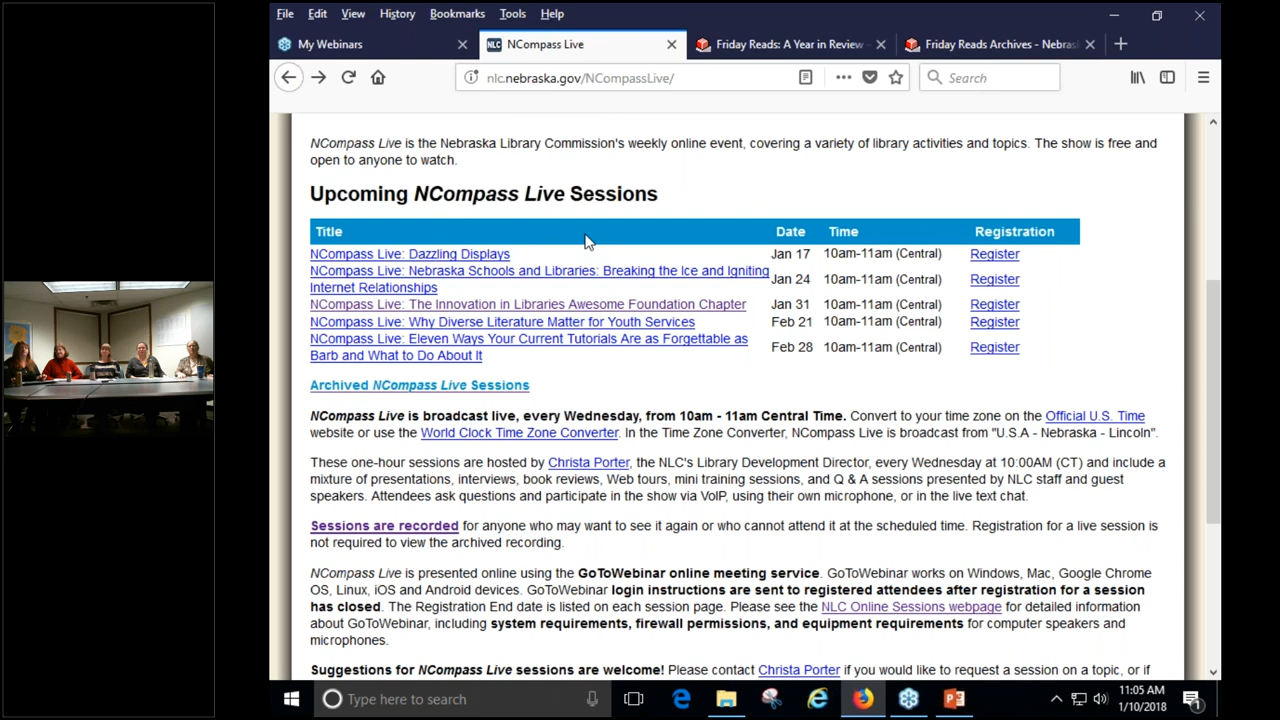 File Edit View History Bookmarks Tools Help
My Webinars
NLC NCompass Live
Friday Reads: A Year in Review -
Friday Reads Archives - Nebras
nlc.nebraska.gov/NCompassLive/
Search
NCompass Live is the Nebraska Library Commission's weekly online event, covering a variety of library activities and topics. The show is free and
open to anyone to watch.
Upcoming NCompass Live Sessions
Title Date Time Registration
NCompass Live: Dazzling Displays Jan 17 10am-11am (Central) Register
NCompass Live: Nebraska Schools and Libraries: Breaking the Ice and Igniting
Internet Relationships Jan 24 10am-11am (Central) Register
NCompass Live: The Innovation in Libraries Awesome Foundation Chapter Jan 31 10am-11am (Central) Register
NCompass Live: Why Diverse Literature Matter for Youth Services Feb 21 10am-11am (Central) Register
NCompass Live: Eleven Ways Your Current Tutorials Are as Forgettable as
Barb and What to Do About It Feb 28 10am-11am (Central) Register
Archived NCompass Live Sessions
NCompass Live is broadcast live, every Wednesday, from 10am - 11am Central Time. Convert to your time zone on the Official U.S. Time
website or use the World Clock Time Zone Converter. In the Time Zone Converter, NCompass Live is broadcast from "U.S.A - Nebraska - Lincoln".
These one-hour sessions are hosted by Christa Porter, the NLC's Library Development Director, every Wednesday at 10:00AM (CT) and include a
mixture of presentations, interviews, book reviews, Web tours, mini training sessions, and Q & A sessions presented by NLC staff and guest
speakers. Attendees ask questions and participate in the show via VoIP, using their own microphone, or in the live text chat.
Sessions are recorded for anyone who may want to see it again or who cannot attend it at the scheduled time. Registration for a live session is
not required to view the archived recording.
NCompass Live is presented online using the GoToWebinar online meeting service. GoToWebinar works on Windows, Mac, Google Chrome
OS, Linux, iOS and Android devices. GoToWebinar login instructions are sent to registered attendees after registration for a session
has closed. The Registration End date is listed on each session page. Please see the NLC Online Sessions webpage for detailed information
about GoToWebinar, including system requirements, firewall permissions, and equipment requirements for computer speakers and
microphones.
Suggestions for NCompass Live sessions are welcome! Please contact Christa Porter if you would like to request a session on a topic, or if
Type here to search
11:05 AM
1/10/2018
1